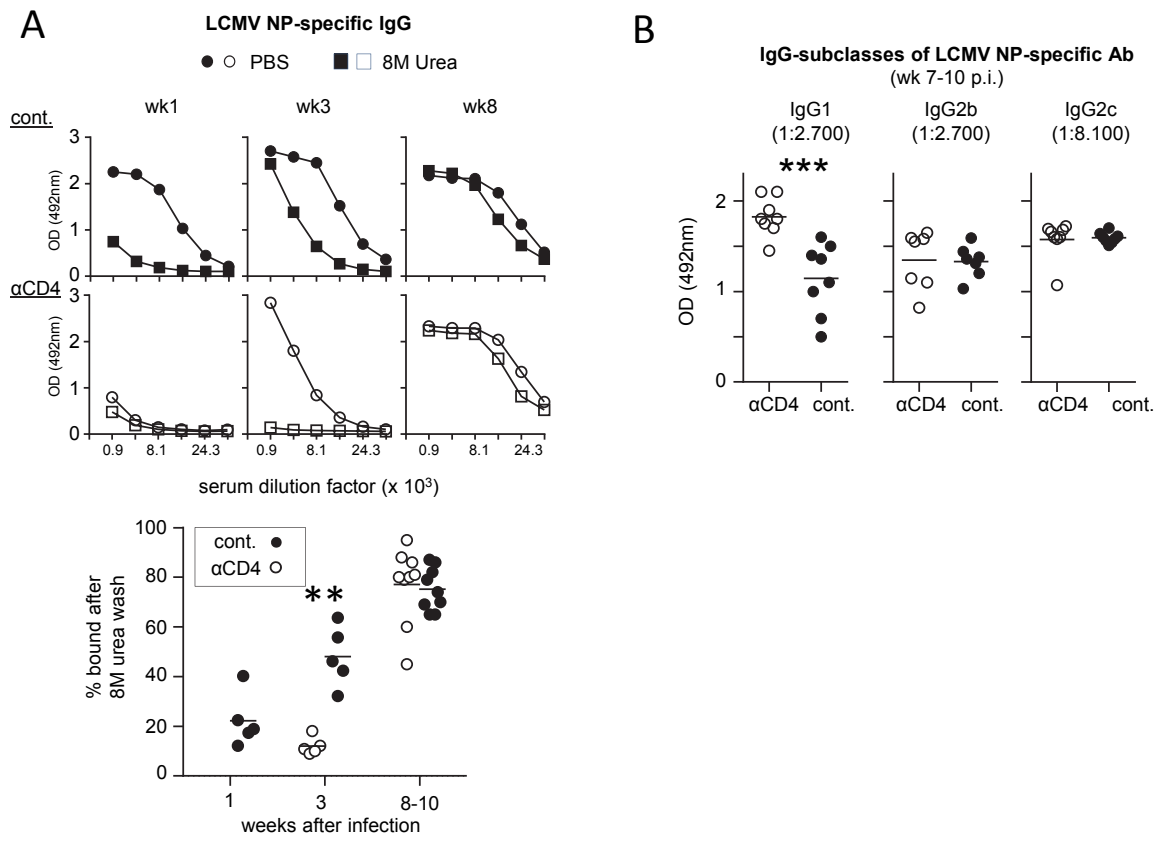 A
LCMV NP-specific IgG
PBS
8M Urea
wk1
wk3
wk8
cont.
3
2
1
0
OD (492nm)
αCD4
3
2
1
0
OD (492nm)
0.9
8.1
24.3
0.9
8.1
24.3
0.9
8.1
24.3
serum dilution factor (x 10³)
100
80
60
40
20
0
% bound after
8M urea wash
cont.
αCD4
**
1
3
8-10
weeks after infection
B
IgG-subclasses of LCMV NP-specific Ab
(wk 7-10 p.i.)
IgG1
(1:2.700)
IgG2b
(1:2.700)
IgG2c
(1:8.100)
***
2
1
0
OD (492nm)
αCD4
cont.
αCD4
cont.
αCD4
cont.